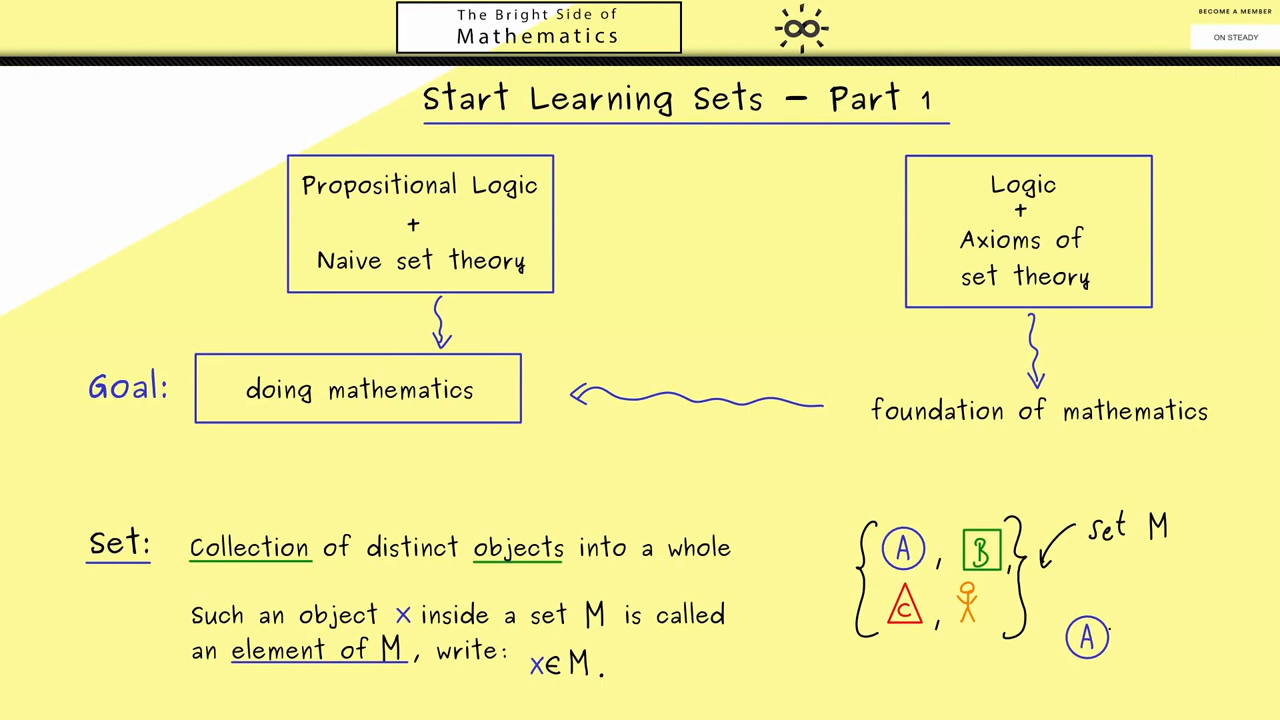 The Bright Side of
Mathematics
BECOME A MEMBER
ON STEADY
Start Learning Sets – Part 1
Propositional Logic
+
Naive set theory
Logic
+
Axioms of
set theory
Goal:
doing mathematics
foundation of mathematics
Set: Collection of distinct objects into a whole
Such an object x inside a set M is called
an element of M, write: x∈M.
{ A , B ,
C , }
set M
A